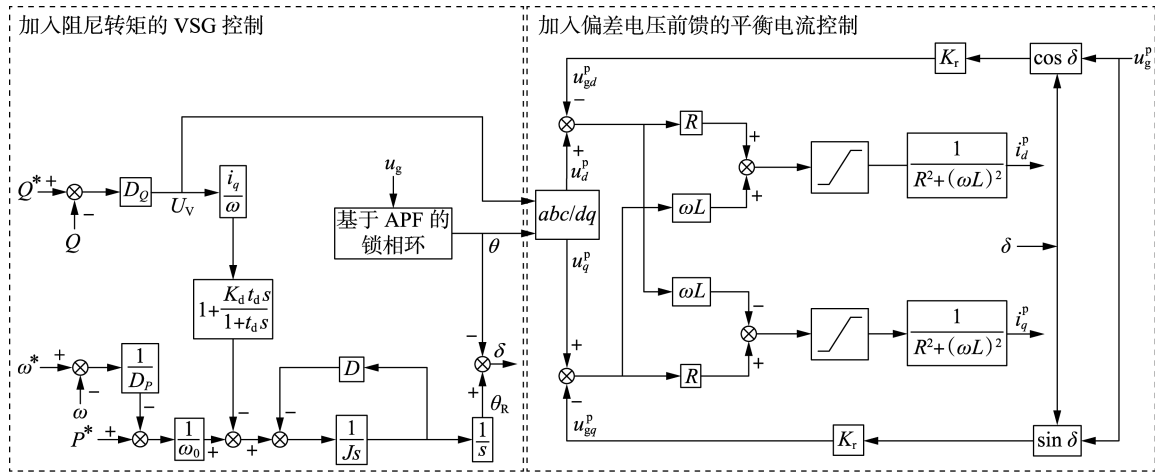 加入阻尼转矩的 VSG 控制
Q* +
−
Q
D_Q
U_V
i_q/ω
1+K_d t_d s/(1+t_d s)
ω* +
−
ω
1/D_P
−
P* +
1/ω_0
+
−
+
−
D
1/(Js)
1/s
u_g
基于 APF 的
锁相环
θ
−
δ
+
θ_R
加入偏差电压前馈的平衡电流控制
abc/dq
u_gd^p
−
+
u_d^p
u_q^p
+
−
u_gq^p
R
ωL
+
+
1/(R²+(ωL)²)
i_d^p
ωL
R
−
+
1/(R²+(ωL)²)
i_q^p
K_r
cos δ
u_g^p
δ
K_r
sin δ